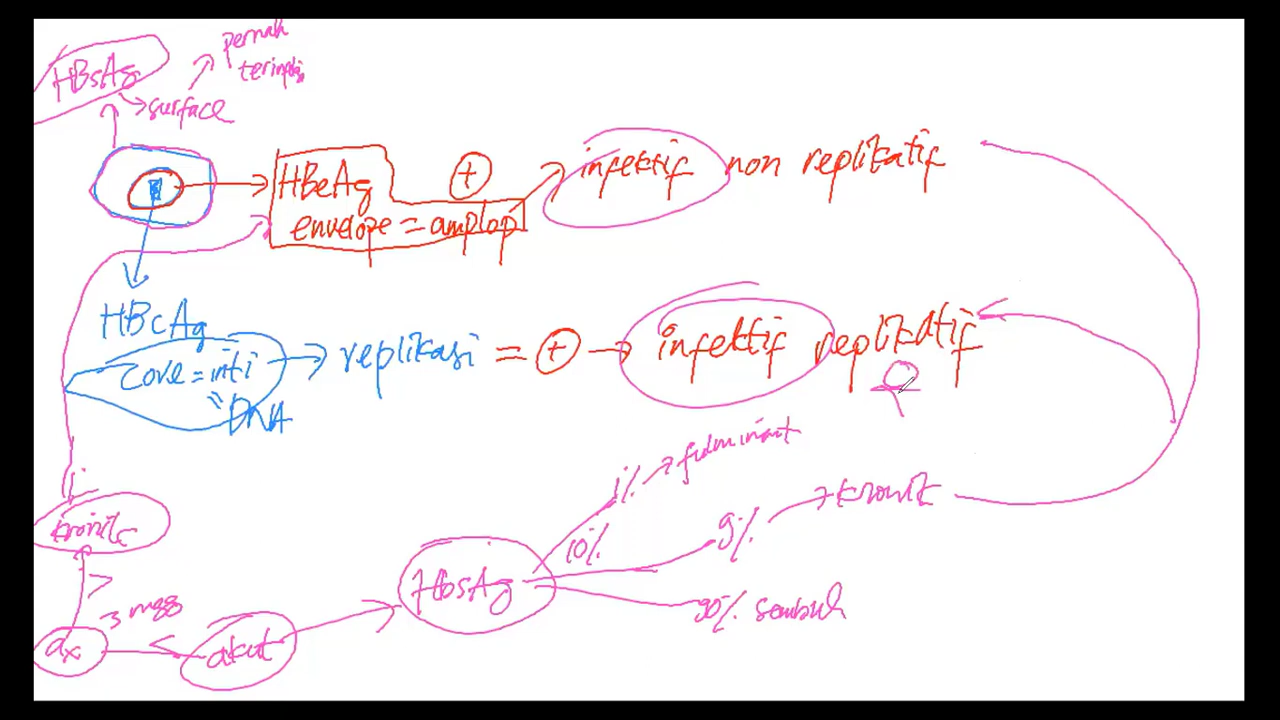 HBsAg
pernah
surface
HBeAg + infektif non replikatif
envelope = amplop
HBcAg
core = inti → replikasi = + → infektif replikatif
= DNA
1% → fulminant
10%
9% → kronik
kronik
HbsAg
90% sembuh
> 3 mgg
dx
< akut